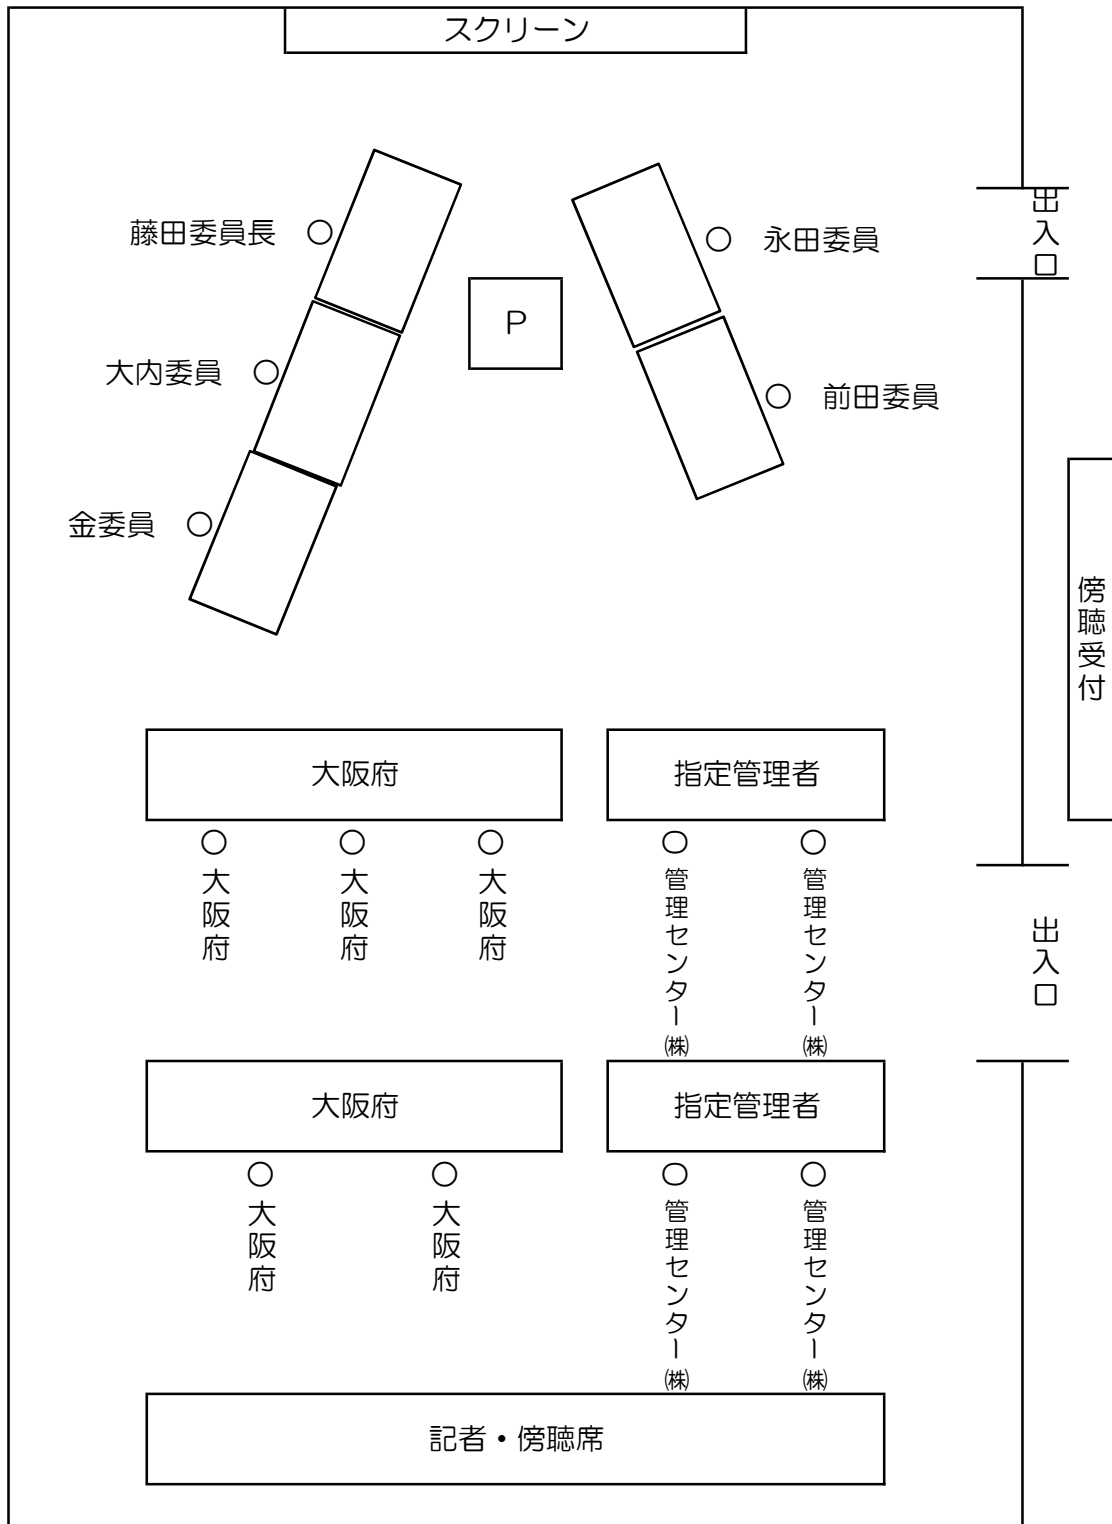 スクリーン
出入口
藤田委員長 ○
○ 永田委員
P
大内委員 ○
○ 前田委員
金委員 ○
傍聴受付
大阪府
指定管理者
○大阪府
○大阪府
○大阪府
○管理センター㈱
○管理センター㈱
出入口
大阪府
指定管理者
○大阪府
○大阪府
○管理センター㈱
○管理センター㈱
記者・傍聴席